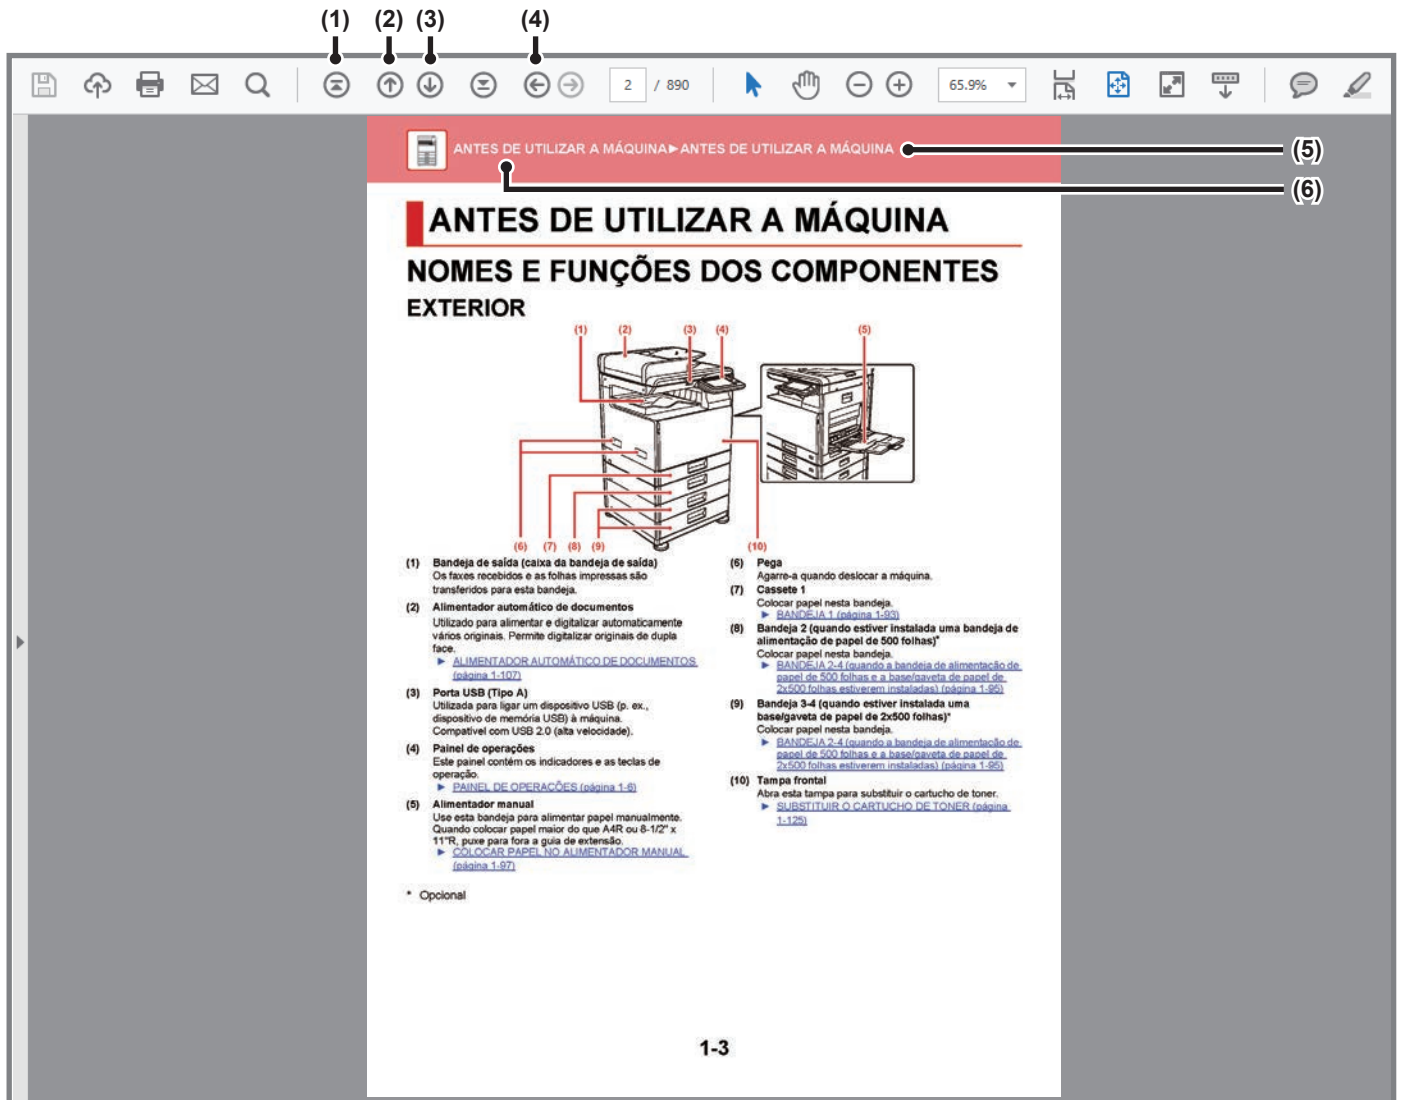 (1) (2) (3) (4)
2 / 890 65.9%
ANTES DE UTILIZAR A MÁQUINA►ANTES DE UTILIZAR A MÁQUINA
(5)
(6)
ANTES DE UTILIZAR A MÁQUINA
NOMES E FUNÇÕES DOS COMPONENTES
EXTERIOR
(1) (2) (3) (4) (5)
(6) (7) (8) (9) (10)
(1) Bandeja de saída (caixa da bandeja de saída)
Os faxes recebidos e as folhas impressas são
transferidos para esta bandeja.
(2) Alimentador automático de documentos
Utilizado para alimentar e digitalizar automaticamente
vários originais. Permite digitalizar originais de dupla
face.
► ALIMENTADOR AUTOMÁTICO DE DOCUMENTOS
(página 1-107)
(3) Porta USB (Tipo A)
Utilizada para ligar um dispositivo USB (p. ex.,
dispositivo de memória USB) à máquina.
Compatível com USB 2.0 (alta velocidade).
(4) Painel de operações
Este painel contém os indicadores e as teclas de
operação.
► PAINEL DE OPERAÇÕES (página 1-6)
(5) Alimentador manual
Use esta bandeja para alimentar papel manualmente.
Quando colocar papel maior do que A4R ou 8-1/2" x
11"R, puxe para fora a guia de extensão.
► COLOCAR PAPEL NO ALIMENTADOR MANUAL
(página 1-97)
* Opcional
(6) Pega
Agarre-a quando deslocar a máquina.
(7) Cassete 1
Colocar papel nesta bandeja.
► BANDEJA 1 (página 1-93)
(8) Bandeja 2 (quando estiver instalada uma bandeja de
alimentação de papel de 500 folhas)*
Colocar papel nesta bandeja.
► BANDEJA 2-4 (quando a bandeja de alimentação de
papel de 500 folhas e a base/gaveta de papel de
2x500 folhas estiverem instaladas) (página 1-95)
(9) Bandeja 3-4 (quando estiver instalada uma
base/gaveta de papel de 2x500 folhas)*
Colocar papel nesta bandeja.
► BANDEJA 2-4 (quando a bandeja de alimentação de
papel de 500 folhas e a base/gaveta de papel de
2x500 folhas estiverem instaladas) (página 1-95)
(10) Tampa frontal
Abra esta tampa para substituir o cartucho de toner.
► SUBSTITUIR O CARTUCHO DE TONER (página
1-125)
1-3